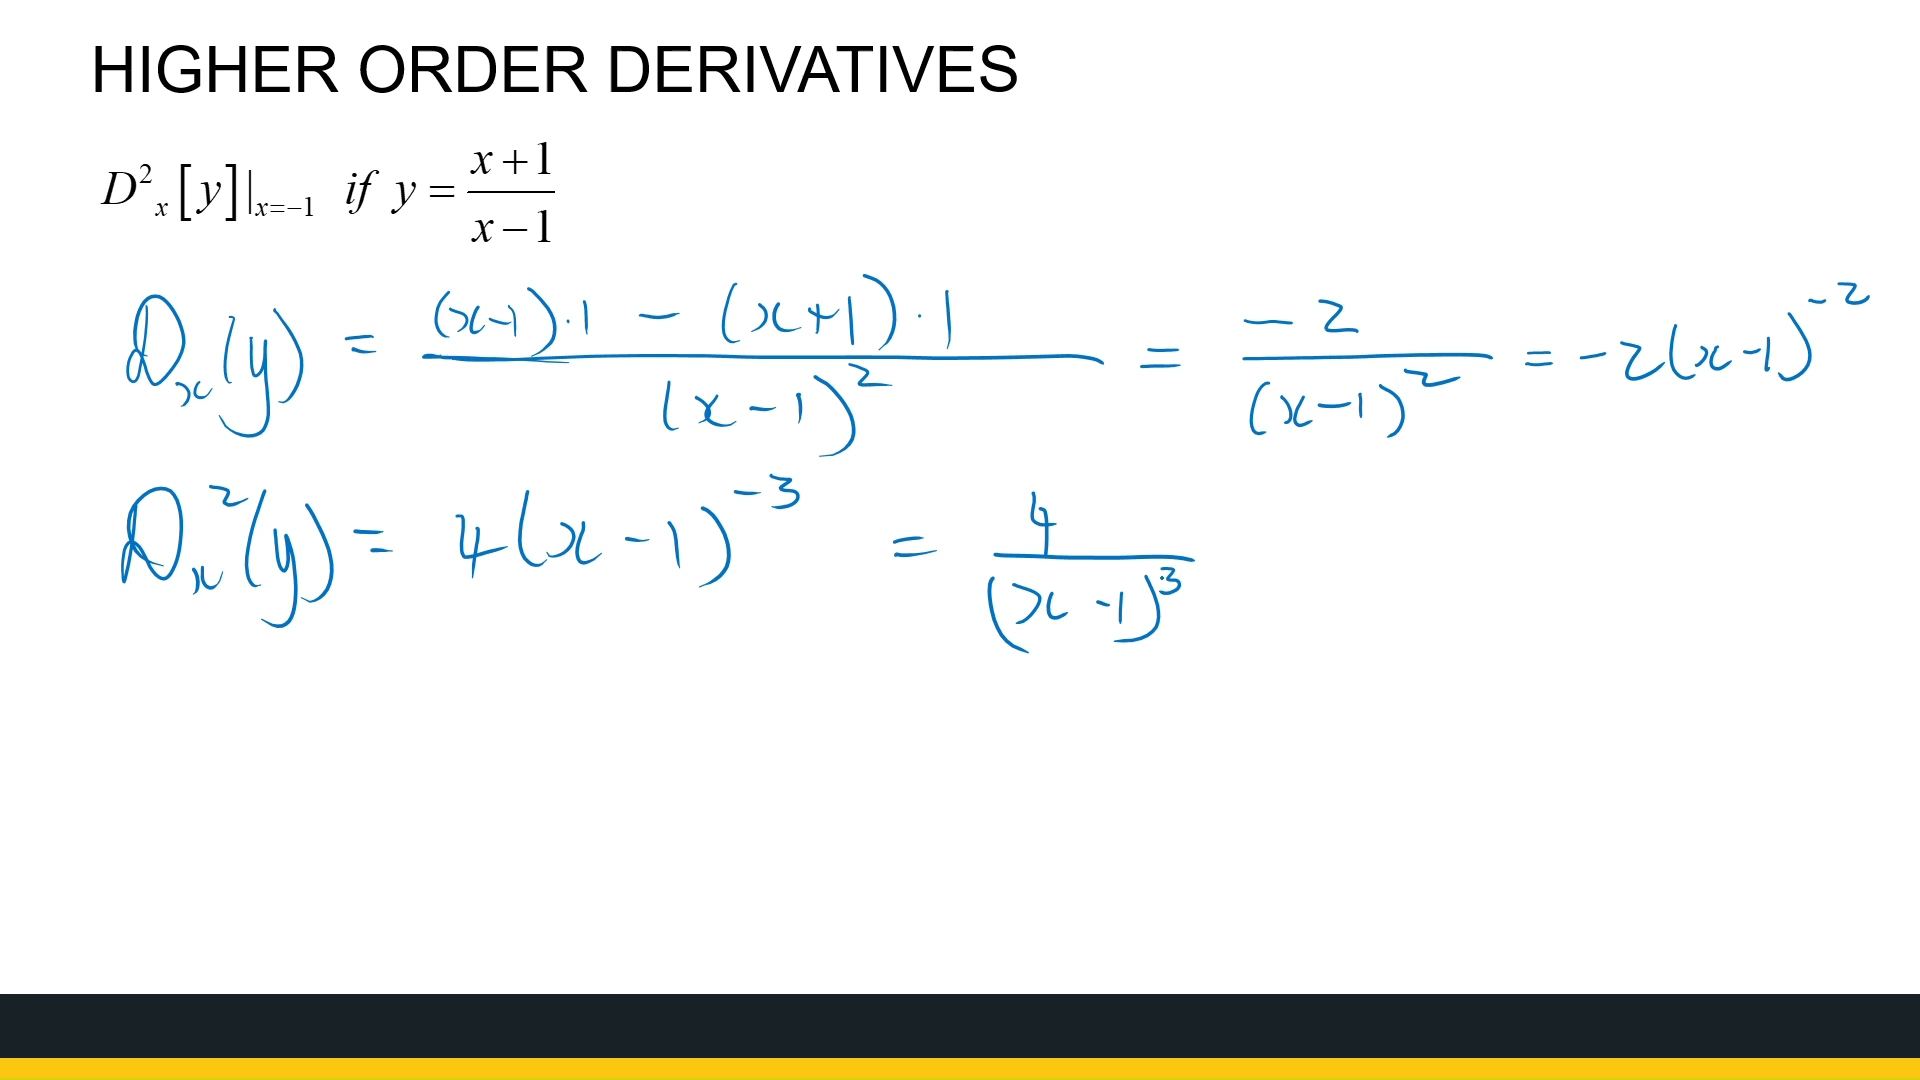 HIGHER ORDER DERIVATIVES
D²ₓ[y]|ₓ₌₋₁ if y = (x+1)/(x−1)
Dₓ(y) = ((x-1)·1 − (x+1)·1)/(x−1)² = −2/(x−1)² = −2(x−1)⁻²
Dₓ²(y) = 4(x−1)⁻³ = 4/(x−1)³